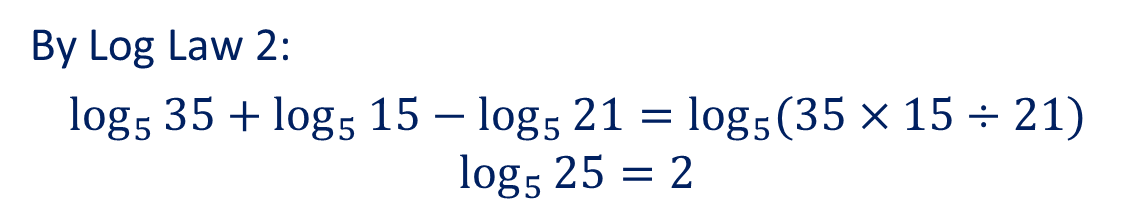 By Log Law 2:
log₅ 35 + log₅ 15 − log₅ 21 = log₅(35 × 15 ÷ 21)
log₅ 25 = 2